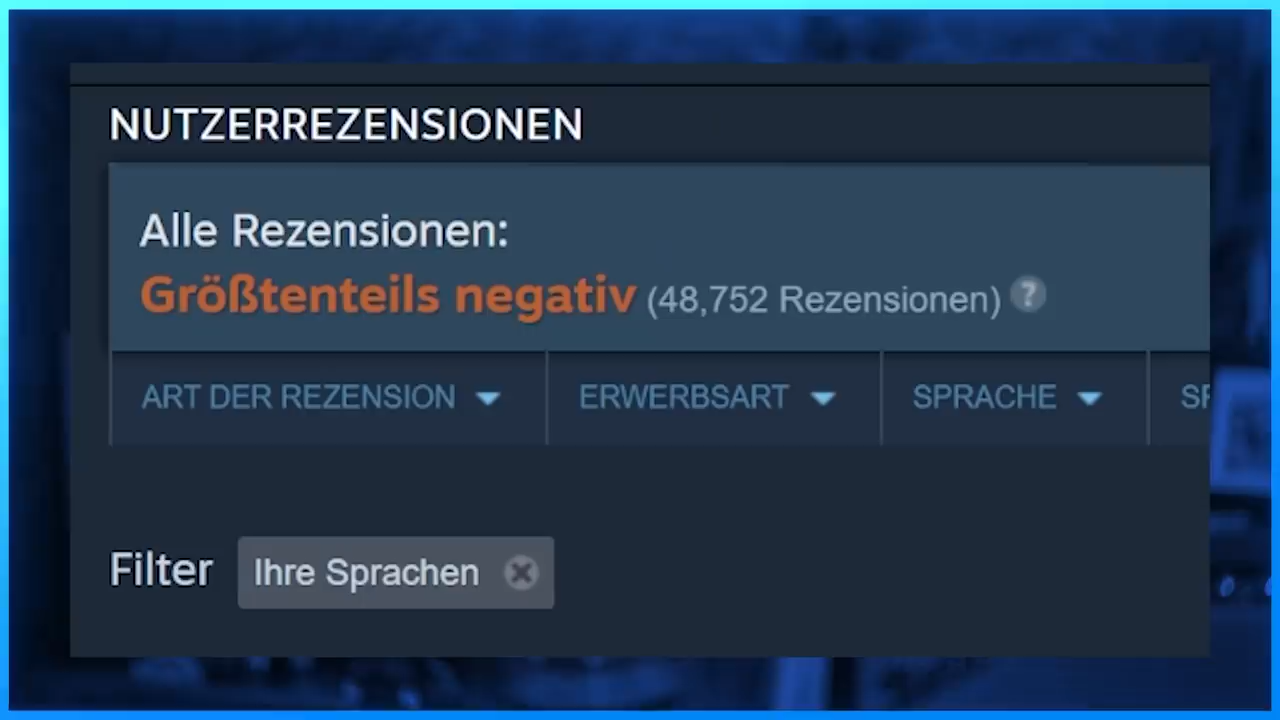 NUTZERREZENSIONEN
Alle Rezensionen:
Größtenteils negativ (48,752 Rezensionen) ?
ART DER REZENSION ERWERBSART SPRACHE
Filter Ihre Sprachen